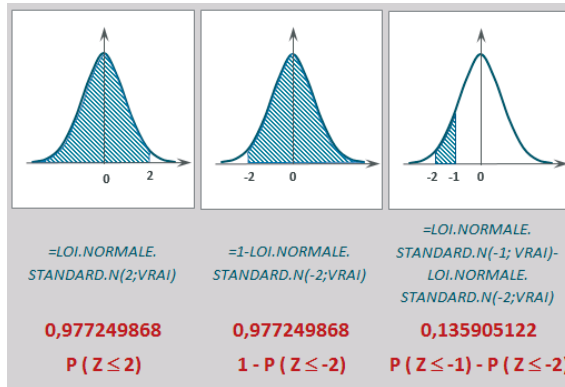 0
2
-2
0
-2
-1
0
=LOI.NORMALE.
STANDARD.N(2;VRAI)
0,977249868
P ( Z ≤ 2)
=1-LOI.NORMALE.
STANDARD.N(-2;VRAI)
0,977249868
1 - P ( Z ≤ -2)
=LOI.NORMALE.
STANDARD.N(-1; VRAI)-
LOI.NORMALE.
STANDARD.N(-2;VRAI)
0,135905122
P ( Z ≤ -1) - P ( Z ≤ -2)